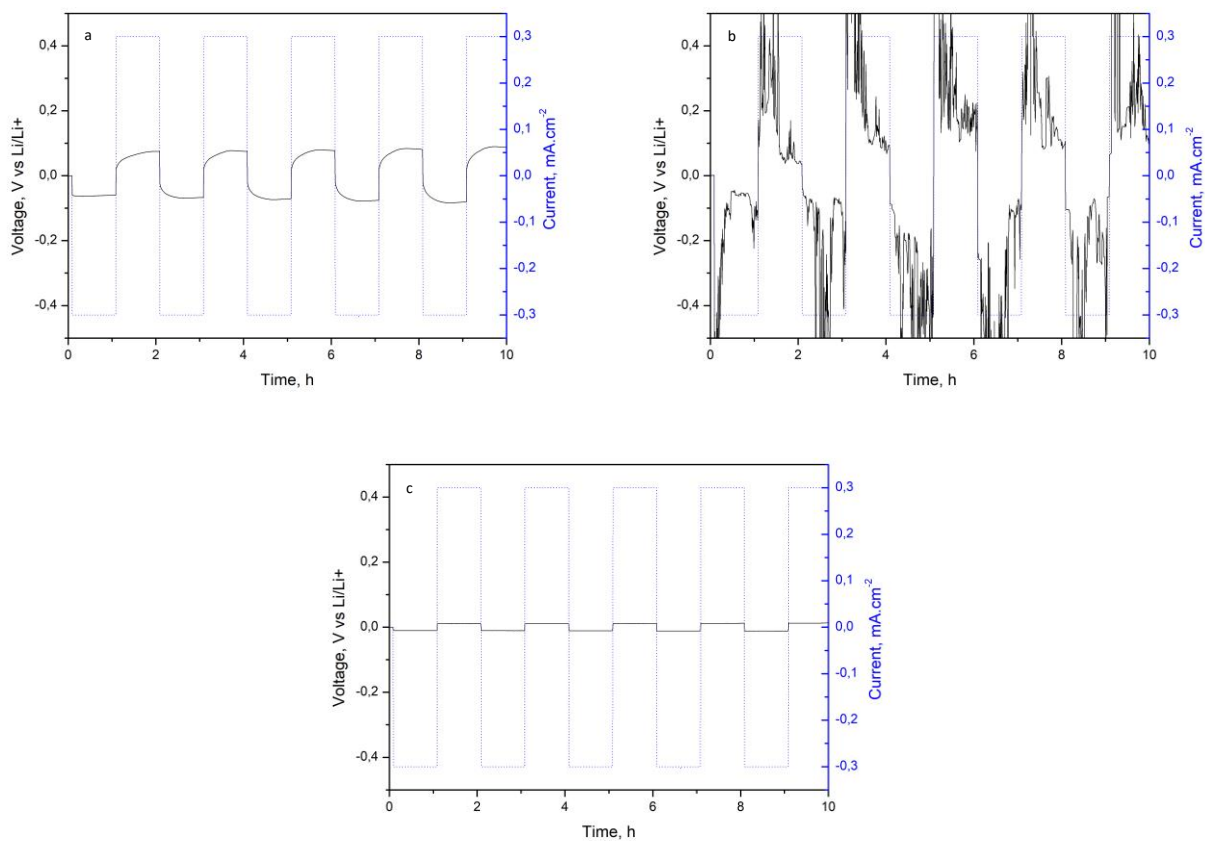 a
0,4
0,2
0,0
-0,2
-0,4
Voltage, V vs Li/Li+
0 2 4 6 8 10
Time, h
0,3
0,2
0,1
0,0
-0,1
-0,2
-0,3
Current, mA.cm-2
b
0,4
0,2
0,0
-0,2
-0,4
Voltage, V vs Li/Li+
0 2 4 6 8 10
Time, h
0,3
0,2
0,1
0,0
-0,1
-0,2
-0,3
Current, mA.cm-2
c
0,4
0,2
0,0
-0,2
-0,4
Voltage, V vs Li/Li+
0 2 4 6 8 10
Time, h
0,3
0,2
0,1
0,0
-0,1
-0,2
-0,3
Current, mA.cm-2